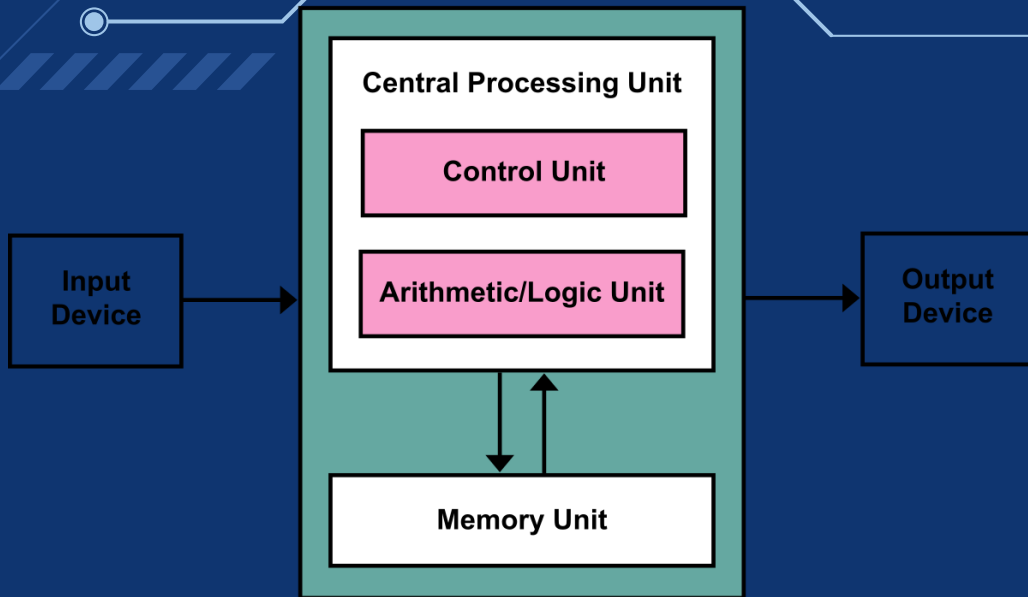 Central Processing Unit
Control Unit
Arithmetic/Logic Unit
Input
Device
Output
Device
Memory Unit